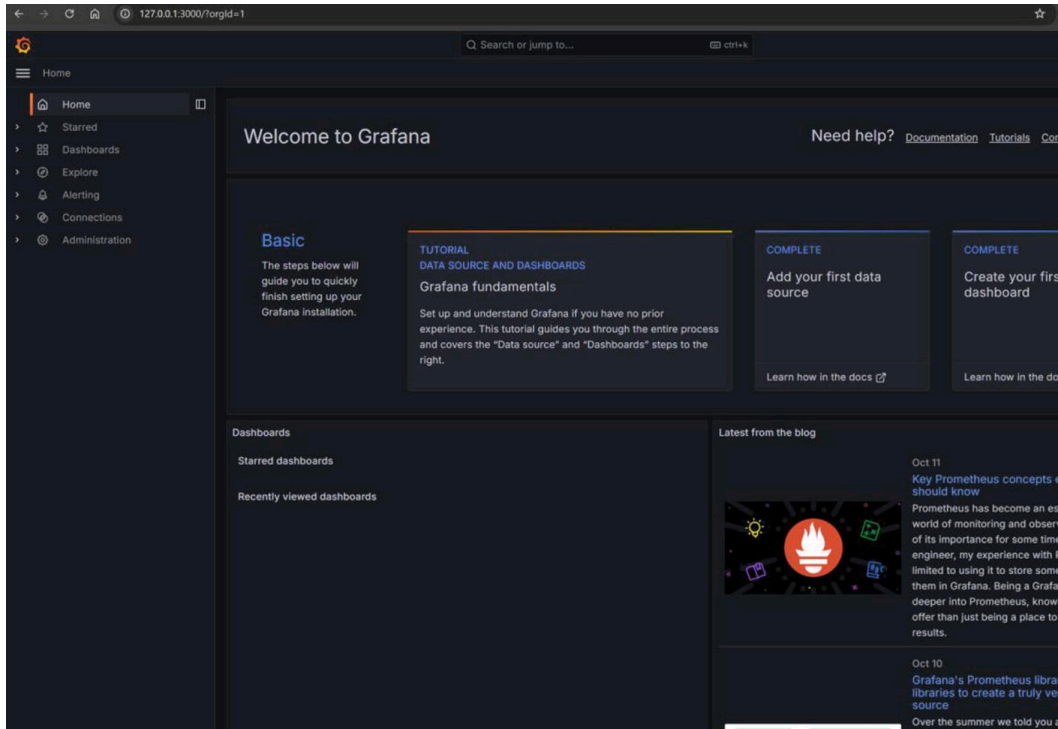 127.0.0.1:3000/?orgId=1
Search or jump to...
ctrl+k
Home
Home
Starred
Dashboards
Explore
Alerting
Connections
Administration
Welcome to Grafana
Need help?
Documentation
Tutorials
Basic
The steps below will
guide you to quickly
finish setting up your
Grafana installation.
TUTORIAL
DATA SOURCE AND DASHBOARDS
Grafana fundamentals
Set up and understand Grafana if you have no prior
experience. This tutorial guides you through the entire process
and covers the “Data source” and “Dashboards” steps to the
right.
COMPLETE
Add your first data
source
Learn how in the docs
COMPLETE
Create your
dashboard
Learn how in the
Dashboards
Starred dashboards
Recently viewed dashboards
Latest from the blog
Oct 11
Key Prometheus concepts
should know
Prometheus has become an
world of monitoring and
of its importance for some
engineer, my experience with
limited to using it to store
them in Grafana. Being a
deeper into Prometheus,
offer than just being a place to
results.
Oct 10
Grafana's Prometheus
libraries to create a truly
source
Over the summer we told you